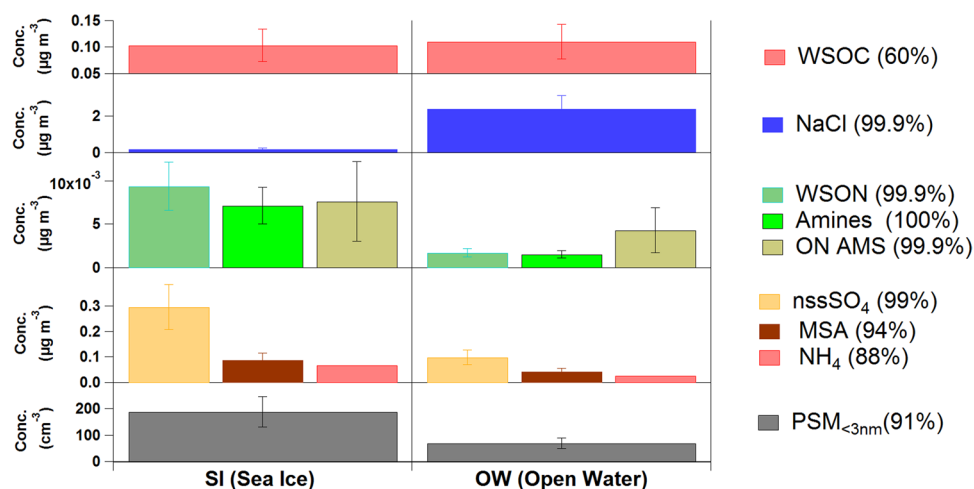 Conc.
(µg m⁻³)
0.15
0.10
0.05
WSOC (60%)
Conc.
(µg m⁻³)
2
0
NaCl (99.9%)
Conc.
(µg m⁻³)
10x10⁻³
5
0
WSON (99.9%)
Amines (100%)
ON AMS (99.9%)
Conc.
(µg m⁻³)
0.3
0.2
0.1
0.0
nssSO₄ (99%)
MSA (94%)
NH₄ (88%)
Conc.
(cm⁻³)
200
100
0
PSM<3nm(91%)
SI (Sea Ice)
OW (Open Water)